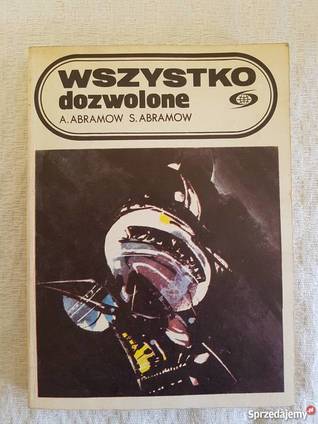 WSZYSTKO
dozwolone
A. ABRAMOW S. ABRAMOW
Sprzedajemy